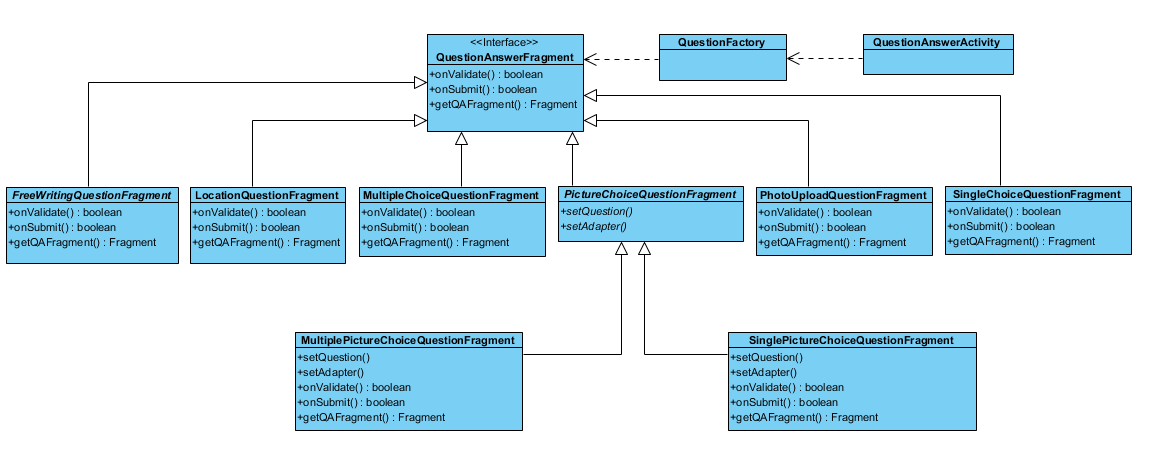 <<Interface>>
QuestionAnswerFragment
+onValidate() : boolean
+onSubmit() : boolean
+getQAFragment() : Fragment
QuestionFactory
QuestionAnswerActivity
FreeWritingQuestionFragment
+onValidate() : boolean
+onSubmit() : boolean
+getQAFragment() : Fragment
LocationQuestionFragment
+onValidate() : boolean
+onSubmit() : boolean
+getQAFragment() : Fragment
MultipleChoiceQuestionFragment
+onValidate() : boolean
+onSubmit() : boolean
+getQAFragment() : Fragment
PictureChoiceQuestionFragment
+setQuestion()
+setAdapter()
PhotoUploadQuestionFragment
+onValidate() : boolean
+onSubmit() : boolean
+getQAFragment() : Fragment
SingleChoiceQuestionFragment
+onValidate() : boolean
+onSubmit() : boolean
+getQAFragment() : Fragment
MultiplePictureChoiceQuestionFragment
+setQuestion()
+setAdapter()
+onValidate() : boolean
+onSubmit() : boolean
+getQAFragment() : Fragment
SinglePictureChoiceQuestionFragment
+setQuestion()
+setAdapter()
+onValidate() : boolean
+onSubmit() : boolean
+getQAFragment() : Fragment